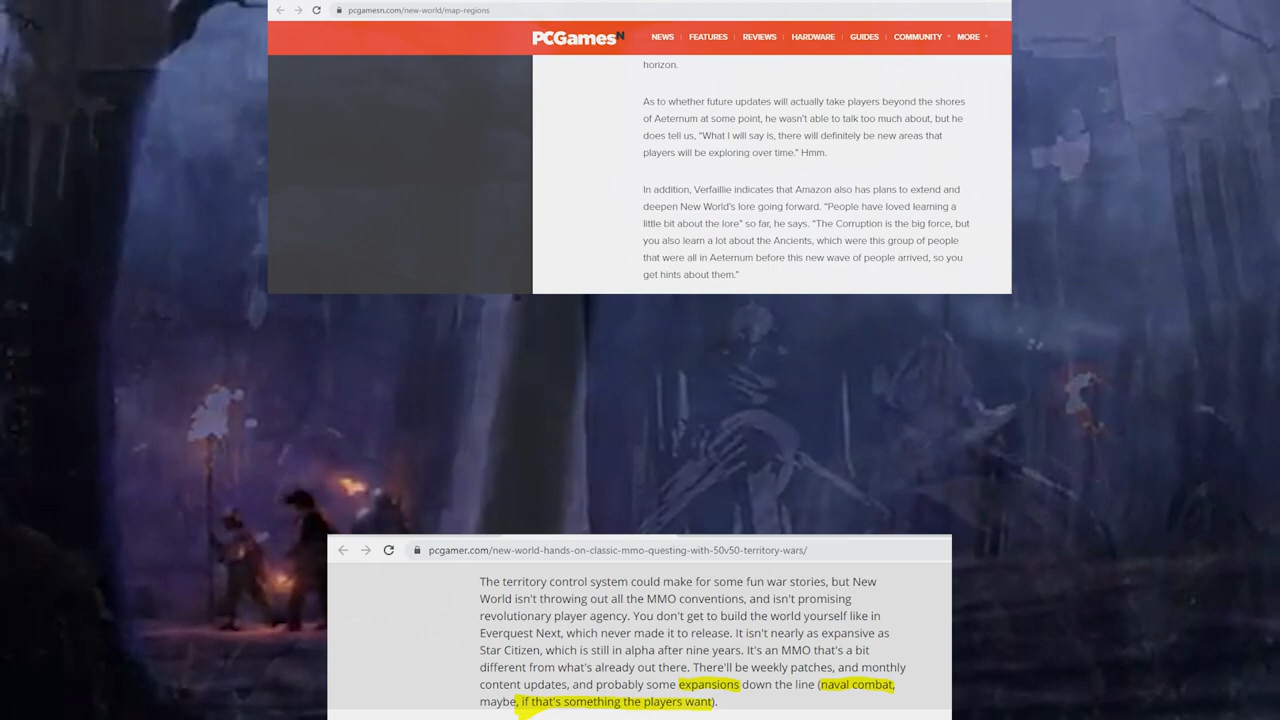 pcgamesn.com/new-world/map-regions
PCGamesN NEWS FEATURES REVIEWS HARDWARE GUIDES COMMUNITY MORE
horizon.
As to whether future updates will actually take players beyond the shores
of Aeternum at some point, he wasn't able to talk too much about, but he
does tell us, “What I will say is, there will definitely be new areas that
players will be exploring over time.” Hmm.
In addition, Verfaillie indicates that Amazon also has plans to extend and
deepen New World's lore going forward. “People have loved learning a
little bit about the lore” so far, he says. “The Corruption is the big force, but
you also learn a lot about the Ancients, which were this group of people
that were all in Aeternum before this new wave of people arrived, so you
get hints about them.”
pcgamer.com/new-world-hands-on-classic-mmo-questing-with-50v50-territory-wars/
The territory control system could make for some fun war stories, but New
World isn't throwing out all the MMO conventions, and isn't promising
revolutionary player agency. You don't get to build the world yourself like in
Everquest Next, which never made it to release. It isn't nearly as expansive as
Star Citizen, which is still in alpha after nine years. It's an MMO that's a bit
different from what's already out there. There'll be weekly patches, and monthly
content updates, and probably some expansions down the line (naval combat,
maybe, if that's something the players want).